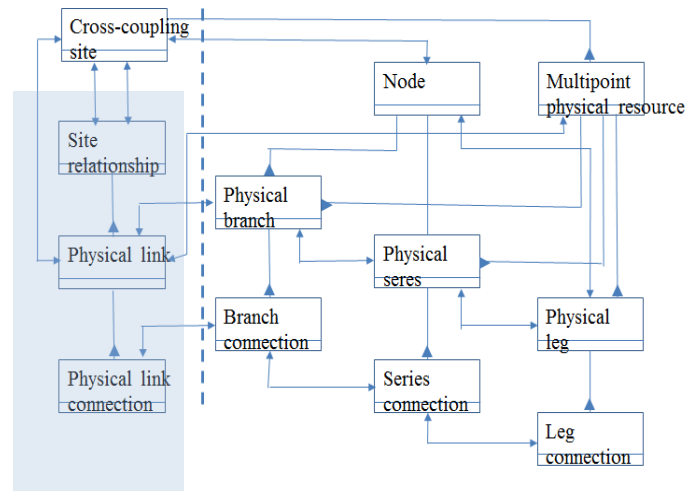 Cross-coupling
site
Node
Multipoint
physical resource
Site
relationship
Physical
branch
Physical link
Physical
seres
Branch
connection
Physical
leg
Physical link
connection
Series
connection
Leg
connection